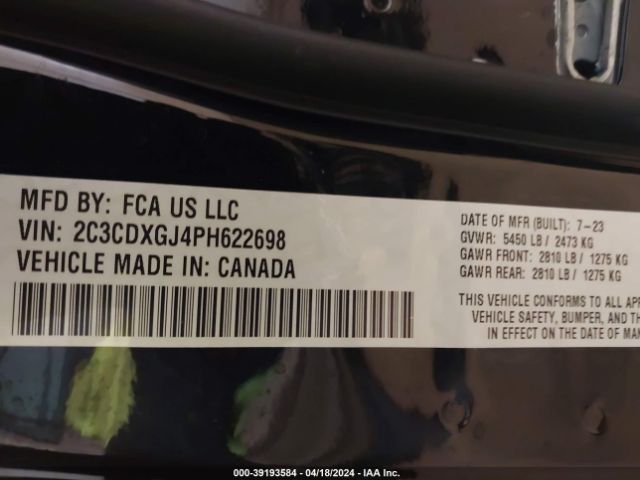 MFD BY: FCA US LLC
VIN: 2C3CDXGJ4PH622698
VEHICLE MADE IN: CANADA
DATE OF MFR (BUILT): 7-23
GVWR: 5450 LB / 2473 KG
GAWR FRONT: 2810 LB / 1275 KG
GAWR REAR: 2810 LB / 1275 KG
THIS VEHICLE CONFORMS TO ALL APP
VEHICLE SAFETY, BUMPER, AND TH
IN EFFECT ON THE DATE OF MAN
000-39193584 / 04/18/2024 - IAA Inc.